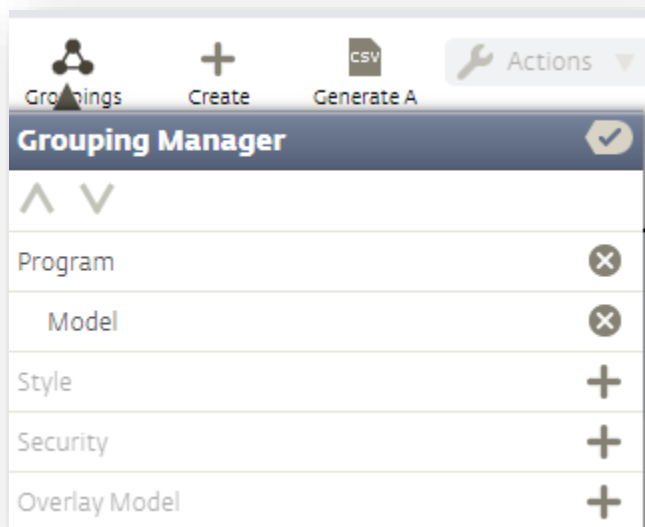 CSV
Actions
Groupings
Create
Generate A
Grouping Manager
Program
Model
Style
Security
Overlay Model